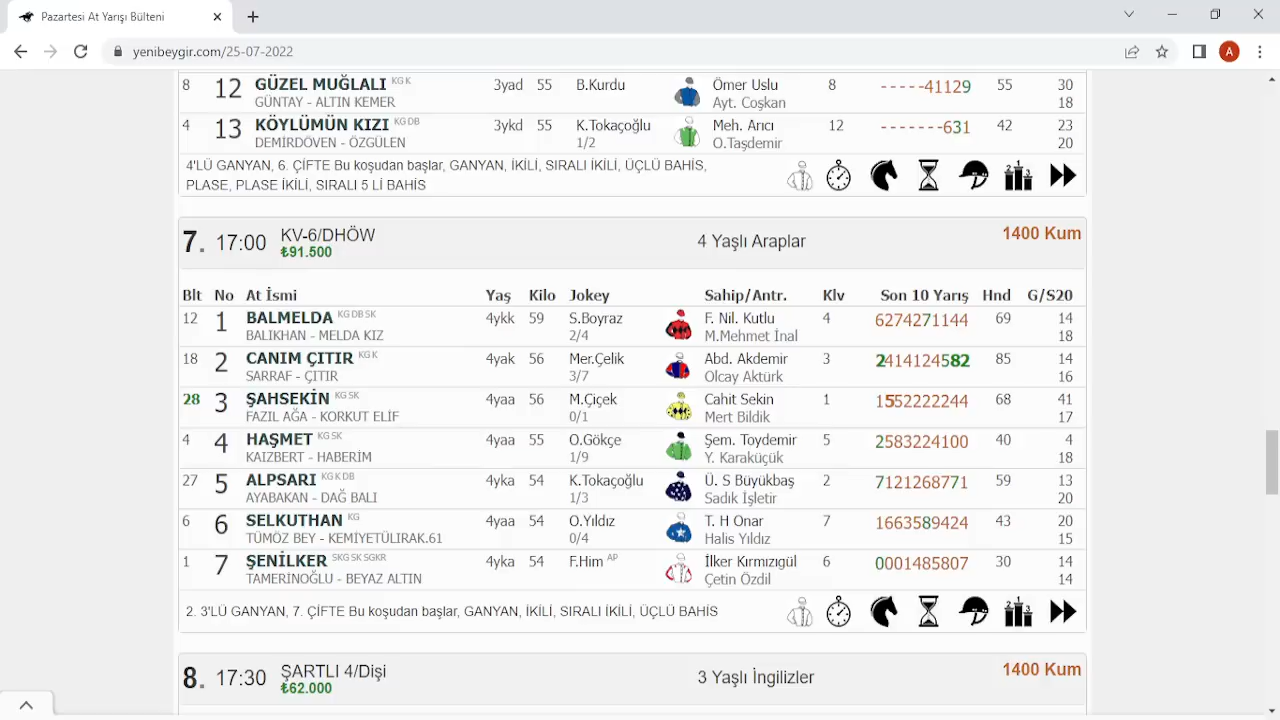 Pazartesi At Yarışı Bülteni
yenibeygir.com/25-07-2022
A
8 12 GÜZEL MUĞLALI KG K 3yad 55 B.Kurdu Ömer Uslu 8 -----41129 55 30
GÜNTAY - ALTIN KEMER Ayt. Coşkan 18
4 13 KÖYLÜMÜN KIZI KG DB 3ykd 55 K.Tokaçoğlu Meh. Arıcı 12 -------631 42 23
DEMİRDÖVEN - ÖZGÜLEN 1/2 O.Taşdemir 20
4'LÜ GANYAN, 6. ÇİFTE Bu koşudan başlar, GANYAN, İKİLİ, SIRALI İKİLİ, ÜÇLÜ BAHİS,
PLASE, PLASE İKİLİ, SIRALI 5 Lİ BAHİS
7. 17:00 KV-6/DHÖW 4 Yaşlı Araplar 1400 Kum
₺91.500
Blt No At İsmi Yaş Kilo Jokey Sahip/Antr. Klv Son 10 Yarış Hnd G/S20
12 1 BALMELDA KG DB SK 4ykk 59 S.Boyraz F. Nil. Kutlu 4 6274271144 69 14
BALIKHAN - MELDA KIZ 2/4 M.Mehmet İnal 18
18 2 CANIM ÇITIR KG K 4yak 56 Mer.Çelik Abd. Akdemir 3 2414124582 85 14
SARRAF - ÇITIR 3/7 Olcay Aktürk 16
28 3 ŞAHSEKİN KG SK 4yaa 56 M.Çiçek Cahit Sekin 1 1552222244 68 41
FAZIL AĞA - KORKUT ELİF 0/1 Mert Bildik 17
4 4 HAŞMET KG SK 4yaa 55 O.Gökçe Şem. Toydemir 5 2583224100 40 4
KAIZBERT - HABERİM 1/9 Y. Karaküçük 18
27 5 ALPSARI KG K DB 4yka 54 K.Tokaçoğlu Ü. S Büyükbaş 2 7121268771 59 13
AYABAKAN - DAĞ BALI 1/3 Sadık İşletir 20
6 6 SELKUTHAN KG 4yaa 54 O.Yıldız T. H Onar 7 1663589424 43 20
TÜMÖZ BEY - KEMİYETÜLIRAK.61 0/4 Halis Yıldız 15
1 7 ŞENİLKER SKG SK SGKR 4yka 54 F.Him AP İlker Kırmızıgül 6 0001485807 30 14
TAMERİNOĞLU - BEYAZ ALTIN Çetin Özdil 14
2. 3'LÜ GANYAN, 7. ÇİFTE Bu koşudan başlar, GANYAN, İKİLİ, SIRALI İKİLİ, ÜÇLÜ BAHİS
8. 17:30 ŞARTLI 4/Dişi 3 Yaşlı İngilizler 1400 Kum
₺62.000